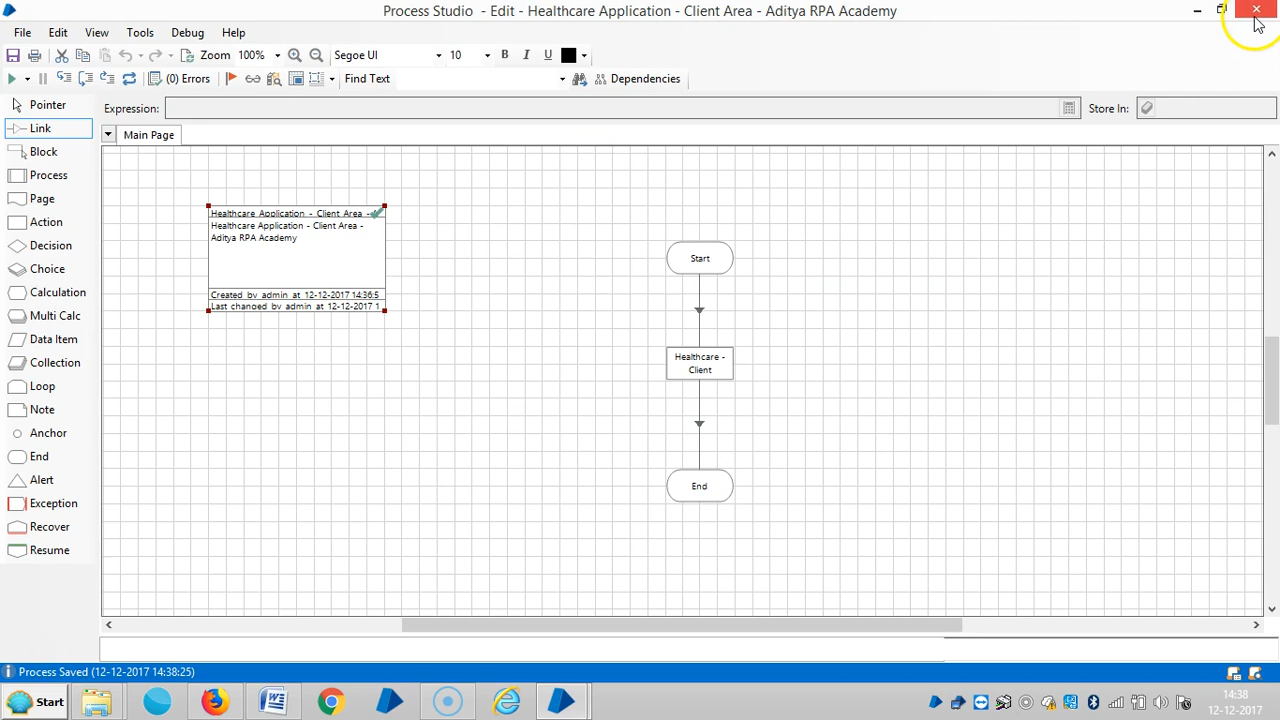 Process Studio - Edit - Healthcare Application - Client Area - Aditya RPA Academy
File Edit View Tools Debug Help
Zoom 100% Segoe UI 10 B I U
(0) Errors Find Text Dependencies
Pointer
Link
Block
Process
Page
Action
Decision
Choice
Calculation
Multi Calc
Data Item
Collection
Loop
Note
Anchor
End
Alert
Exception
Recover
Resume
Expression: Store In:
Main Page
Healthcare Application - Client Area -
Healthcare Application - Client Area -
Aditya RPA Academy
Created by admin at 12-12-2017 14:36:5
Last changed by admin at 12-12-2017 1
Start
Healthcare -
Client
End
Process Saved (12-12-2017 14:38:25)
Start
14:38
12-12-2017